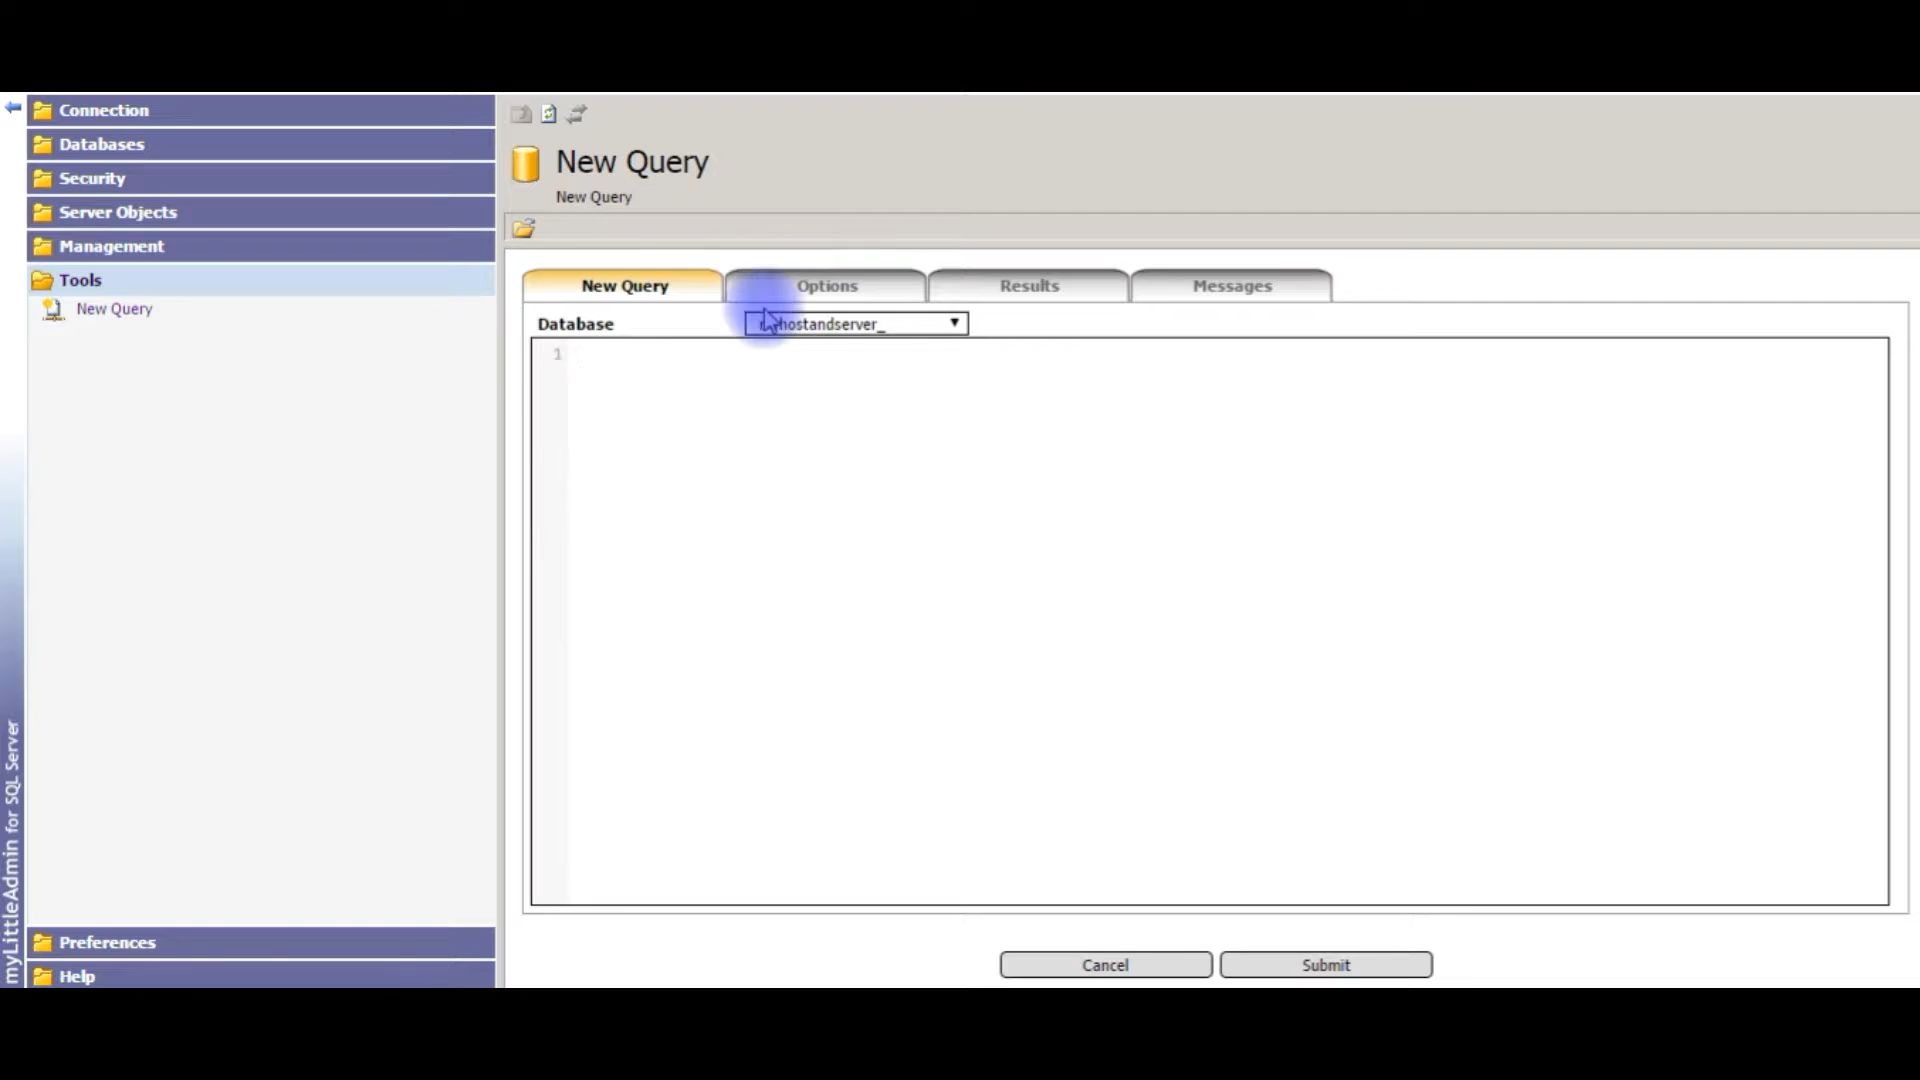 Connection
Databases
Security
Server Objects
Management
Tools
New Query
Preferences
Help
myLittleAdmin for SQL Server
New Query
New Query
New Query
Options
Results
Messages
Database
1
Cancel
Submit